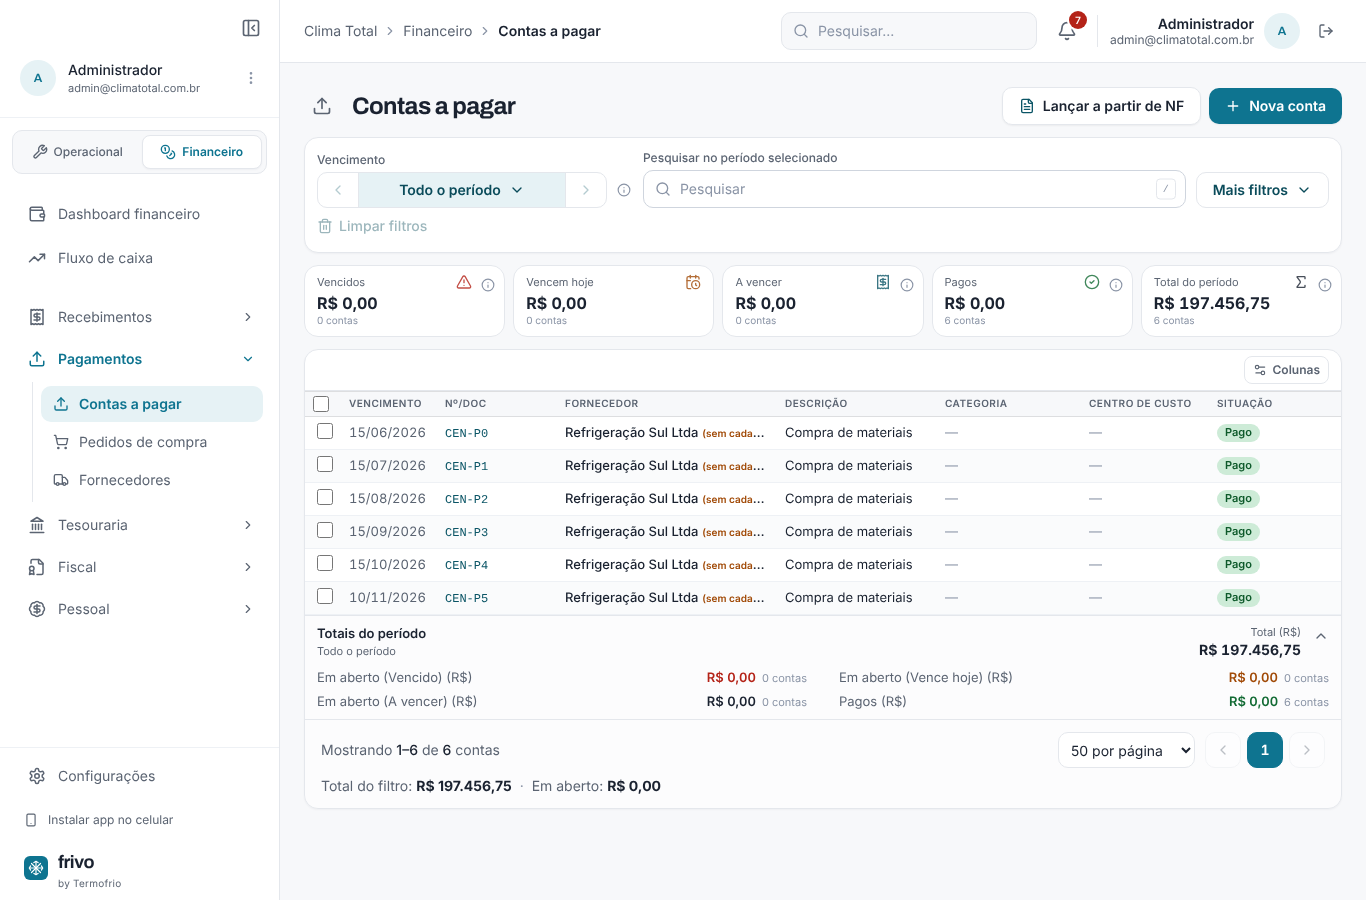 Clima Total > Financeiro > Contas a pagar
Pesquisar...
7
Administrador
admin@climatotal.com.br
A
A
Administrador
admin@climatotal.com.br
Operacional
Financeiro
Dashboard financeiro
Fluxo de caixa
Recebimentos
Pagamentos
Contas a pagar
Pedidos de compra
Fornecedores
Tesouraria
Fiscal
Pessoal
Configurações
Instalar app no celular
frivo
by Termofrio
Contas a pagar
Lançar a partir de NF
+ Nova conta
Vencimento
Todo o período
Pesquisar no período selecionado
Pesquisar /
Mais filtros
Limpar filtros
Vencidos
R$ 0,00
0 contas
Vencem hoje
R$ 0,00
0 contas
A vencer
R$ 0,00
0 contas
Pagos
R$ 0,00
6 contas
Total do período
R$ 197.456,75
6 contas
Colunas
VENCIMENTO Nº/DOC FORNECEDOR DESCRIÇÃO CATEGORIA CENTRO DE CUSTO SITUAÇÃO
15/06/2026 CEN-P0 Refrigeração Sul Ltda (sem cada... Compra de materiais — — Pago
15/07/2026 CEN-P1 Refrigeração Sul Ltda (sem cada... Compra de materiais — — Pago
15/08/2026 CEN-P2 Refrigeração Sul Ltda (sem cada... Compra de materiais — — Pago
15/09/2026 CEN-P3 Refrigeração Sul Ltda (sem cada... Compra de materiais — — Pago
15/10/2026 CEN-P4 Refrigeração Sul Ltda (sem cada... Compra de materiais — — Pago
10/11/2026 CEN-P5 Refrigeração Sul Ltda (sem cada... Compra de materiais — — Pago
Totais do período
Todo o período
Total (R$)
R$ 197.456,75
Em aberto (Vencido) (R$) R$ 0,00 0 contas
Em aberto (Vence hoje) (R$) R$ 0,00 0 contas
Em aberto (A vencer) (R$) R$ 0,00 0 contas
Pagos (R$) R$ 0,00 6 contas
Mostrando 1–6 de 6 contas
50 por página
1
Total do filtro: R$ 197.456,75 · Em aberto: R$ 0,00